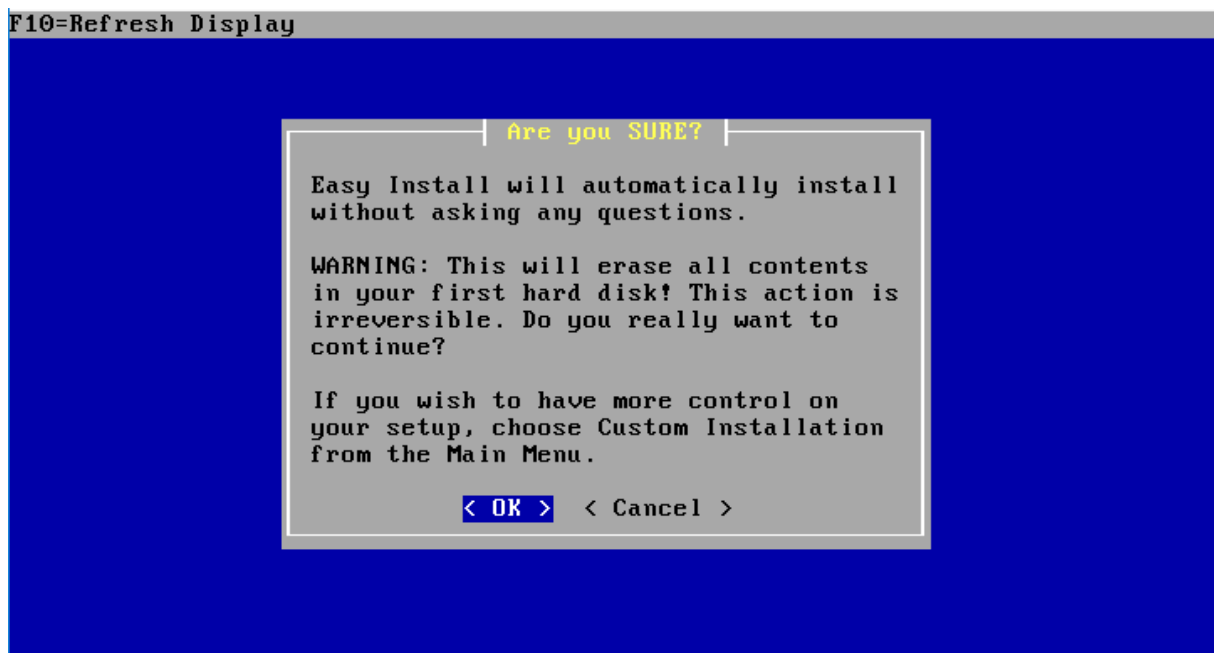 F10=Refresh Display
Are you SURE?
Easy Install will automatically install
without asking any questions.
WARNING: This will erase all contents
in your first hard disk! This action is
irreversible. Do you really want to
continue?
If you wish to have more control on
your setup, choose Custom Installation
from the Main Menu.
< OK > < Cancel >